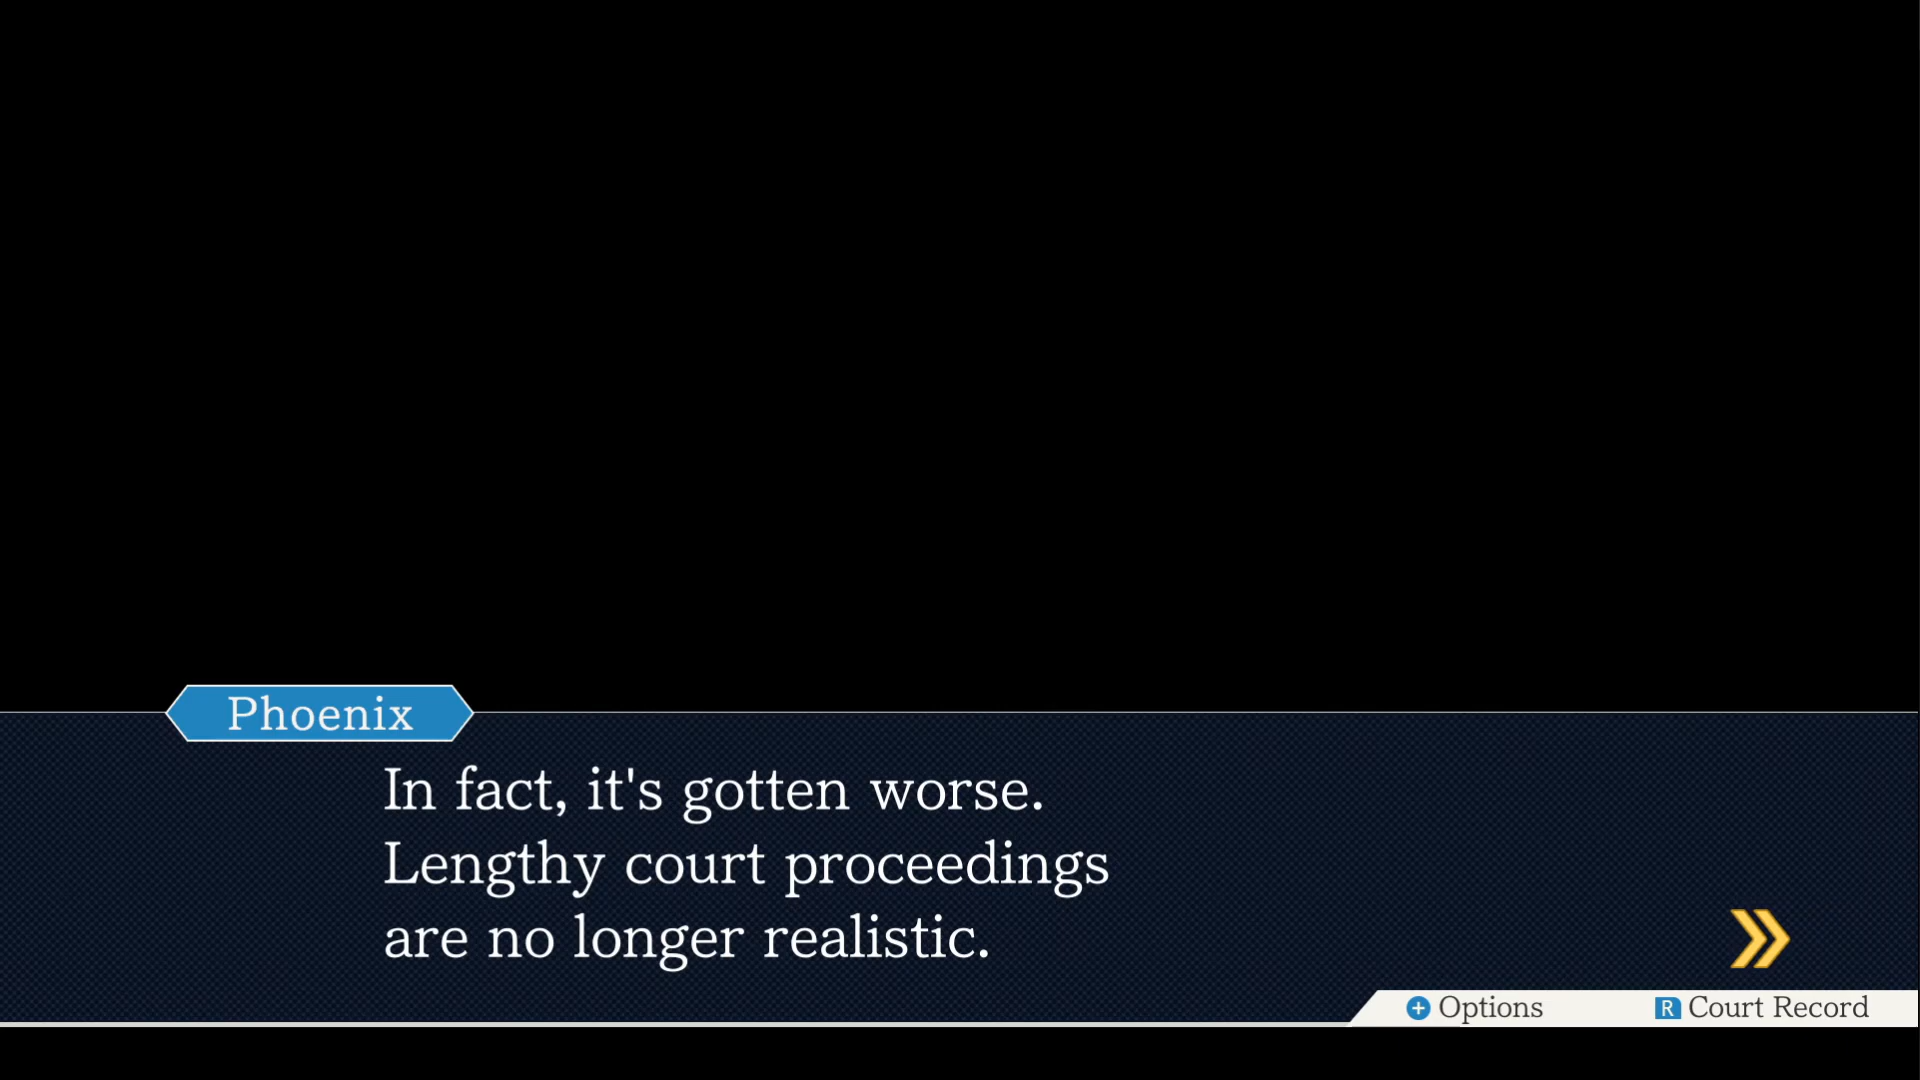 Phoenix
In fact, it's gotten worse.
Lengthy court proceedings
are no longer realistic.
+ Options
R Court Record